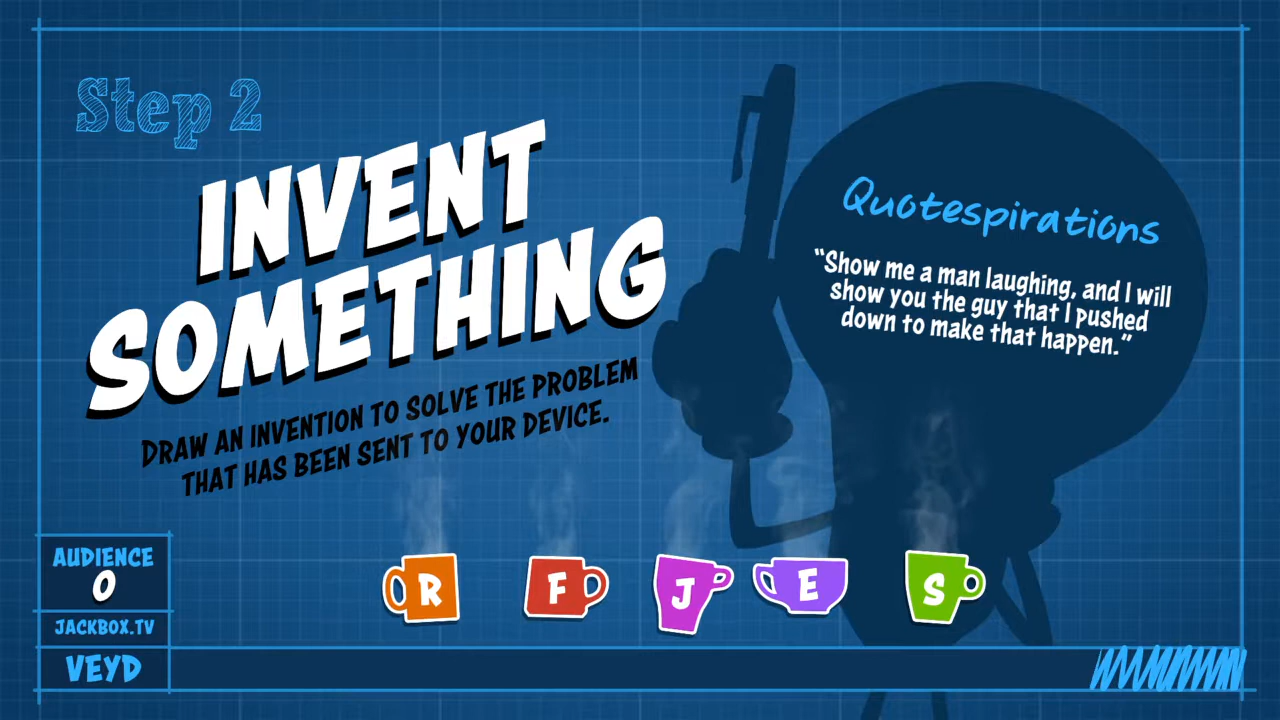 Step 2
INVENT
SOMETHING
DRAW AN INVENTION TO SOLVE THE PROBLEM
THAT HAS BEEN SENT TO YOUR DEVICE.
Quotespirations
“Show me a man laughing, and I will
show you the guy that I pushed
down to make that happen.”
R F J E S
AUDIENCE
0
JACKBOX.TV
VEYD